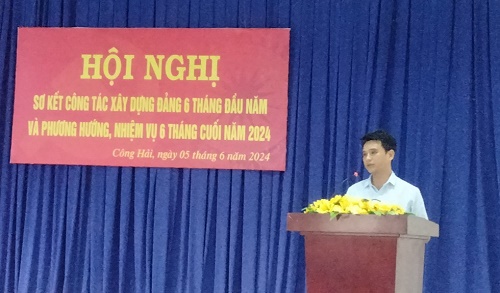 HỘI NGHỊ
SƠ KẾT CÔNG TÁC XÂY DỰNG ĐẢNG 6 THÁNG ĐẦU NĂM
VÀ PHƯƠNG HƯỚNG, NHIỆM VỤ 6 THÁNG CUỐI NĂM 2024
Công Hải, ngày 05 tháng 6 năm 2024